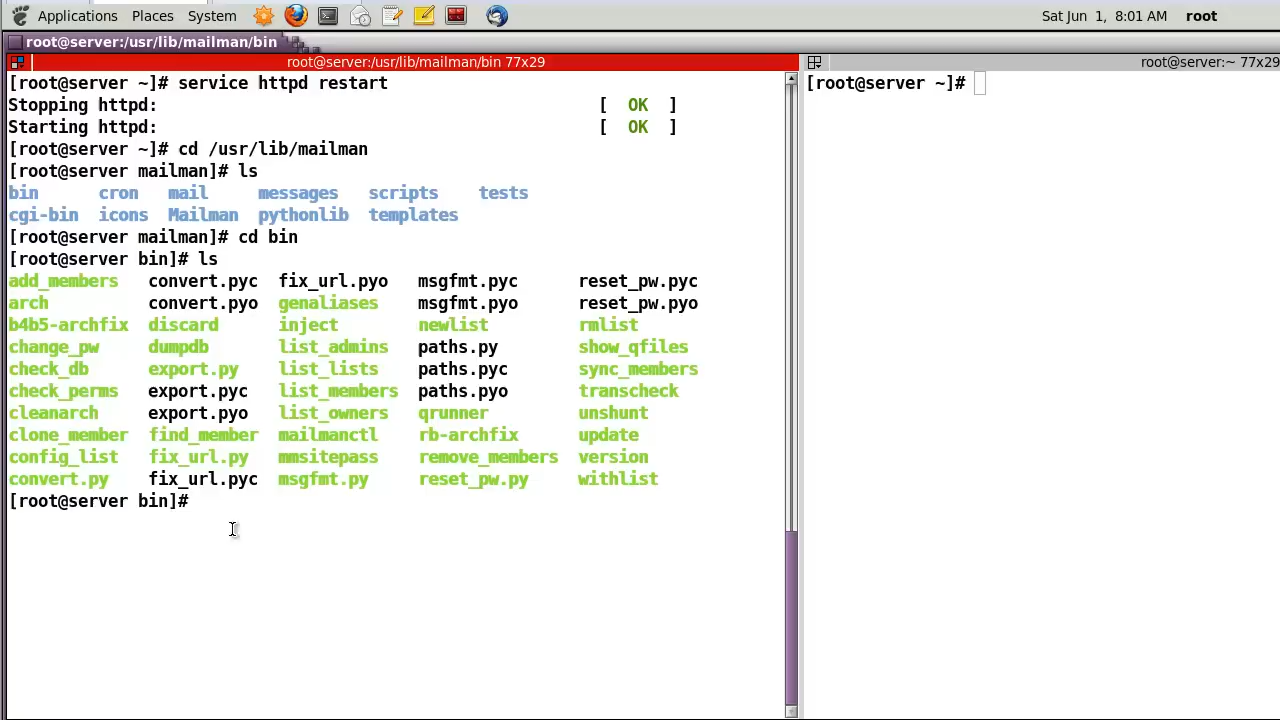 Applications Places System Sat Jun 1, 8:01 AM root
root@server:/usr/lib/mailman/bin
root@server:/usr/lib/mailman/bin 77x29
[root@server ~]# service httpd restart
Stopping httpd: [ OK ]
Starting httpd: [ OK ]
[root@server ~]# cd /usr/lib/mailman
[root@server mailman]# ls
bin cron mail messages scripts tests
cgi-bin icons Mailman pythonlib templates
[root@server mailman]# cd bin
[root@server bin]# ls
add_members convert.pyc fix_url.pyo msgfmt.pyc reset_pw.pyc
arch convert.pyo genaliases msgfmt.pyo reset_pw.pyo
b4b5-archfix discard inject newlist rmlist
change_pw dumpdb list_admins paths.py show_qfiles
check_db export.py list_lists paths.pyc sync_members
check_perms export.pyc list_members paths.pyo transcheck
cleanarch export.pyo list_owners qrunner unshunt
clone_member find_member mailmanctl rb-archfix update
config_list fix_url.py mmsitepass remove_members version
convert.py fix_url.pyc msgfmt.py reset_pw.py withlist
[root@server bin]#
root@server:~ 77x29
[root@server ~]#